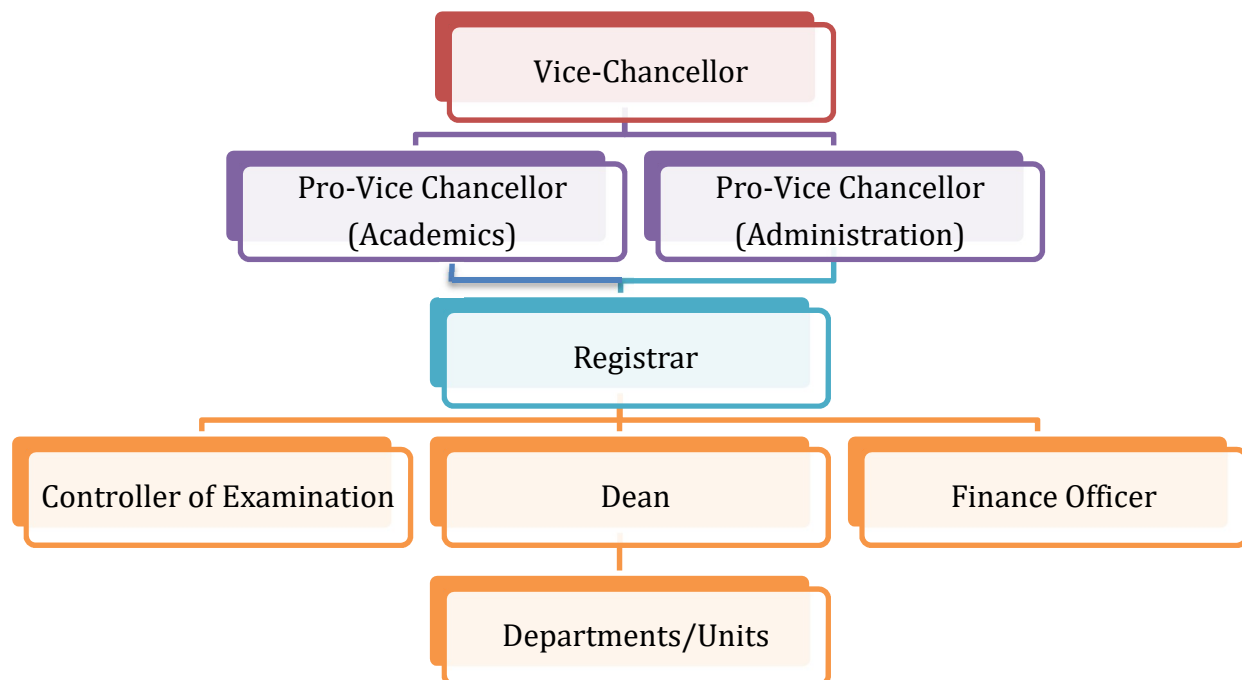 Vice-Chancellor
Pro-Vice Chancellor
(Academics)
Pro-Vice Chancellor
(Administration)
Registrar
Controller of Examination
Dean
Finance Officer
Departments/Units